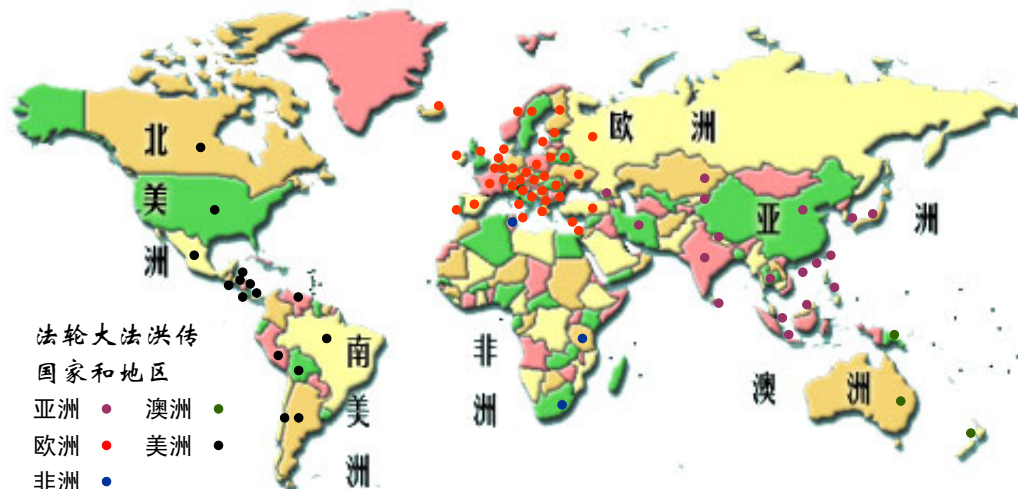 北美洲
欧洲
亚洲
非洲
南美洲
澳洲
法轮大法洪传
国家和地区
亚洲 澳洲
欧洲 美洲
非洲